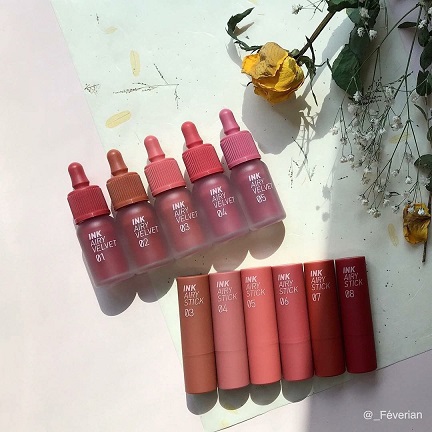 INK
AIRY
VELVET
01
INK
AIRY
VELVET
02
INK
AIRY
VELVET
03
INK
AIRY
VELVET
04
INK
AIRY
VELVET
05
INK
AIRY
STICK
03
INK
AIRY
STICK
04
INK
AIRY
STICK
05
INK
AIRY
STICK
06
INK
AIRY
STICK
07
INK
AIRY
STICK
08
@_Féverian